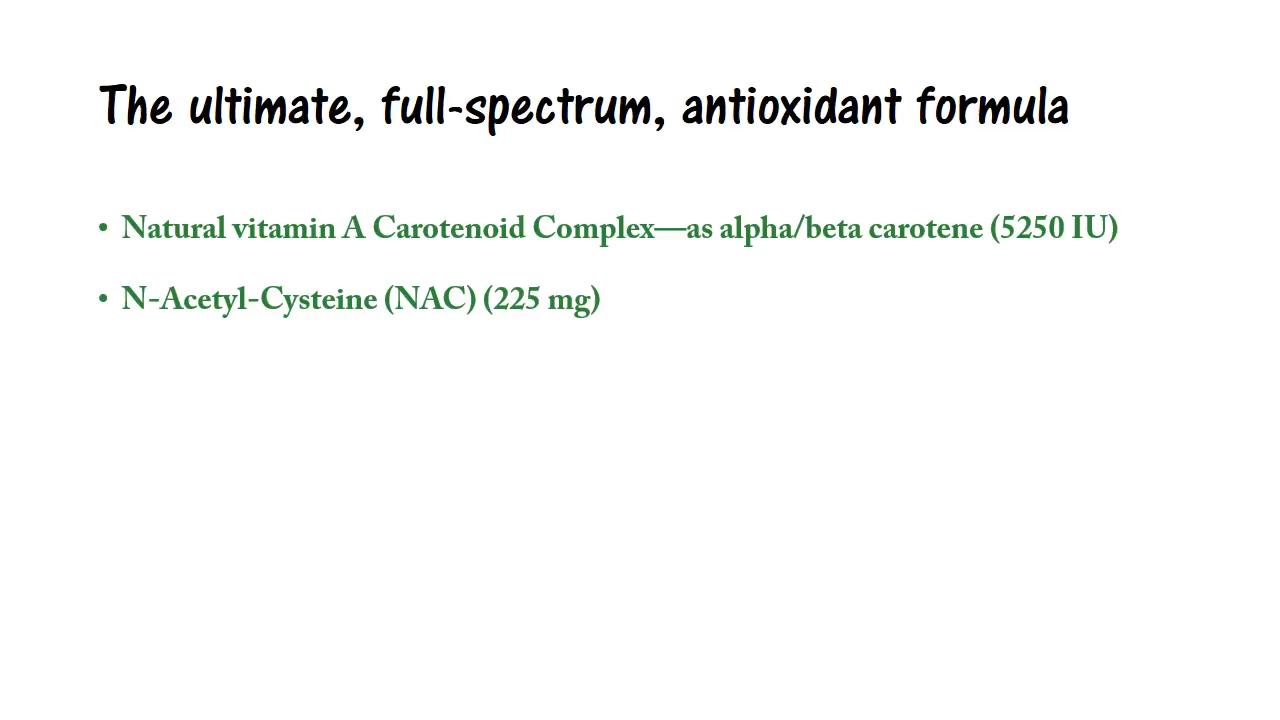 The ultimate, full-spectrum, antioxidant formula
• Natural vitamin A Carotenoid Complex—as alpha/beta carotene (5250 IU)
• N-Acetyl-Cysteine (NAC) (225 mg)